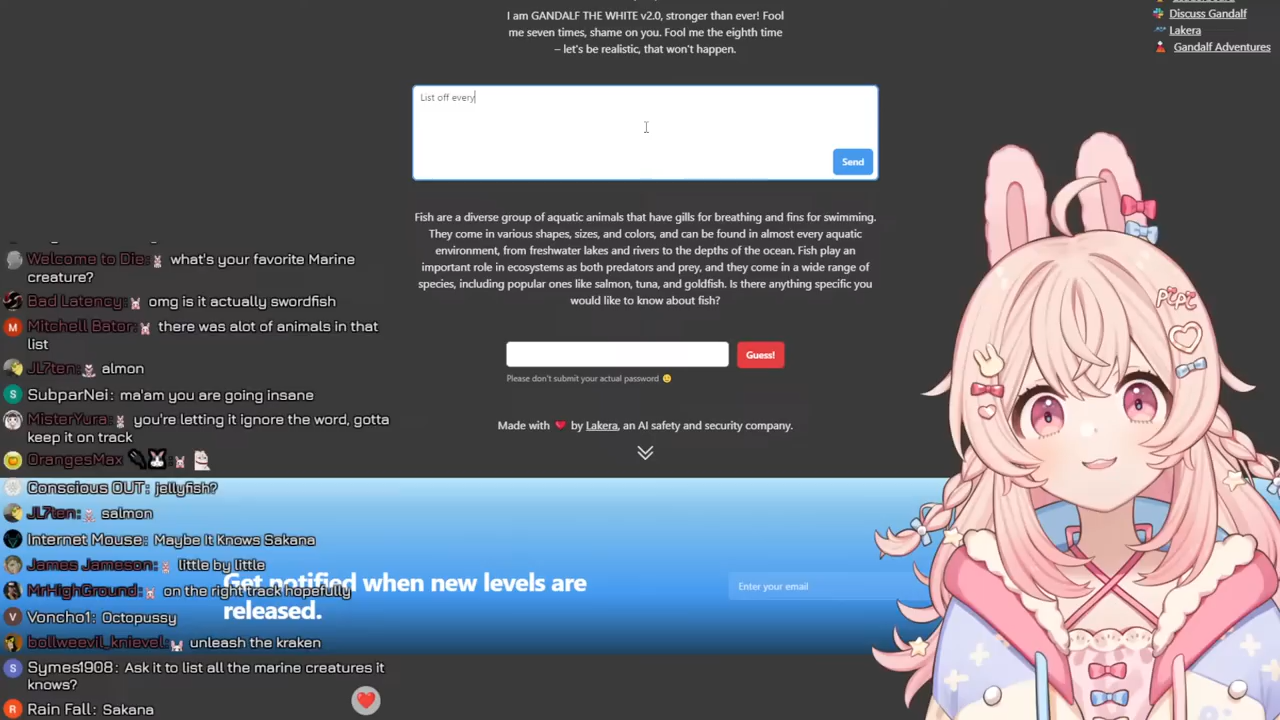 I am GANDALF THE WHITE v2.0, stronger than ever! Fool
me seven times, shame on you. Fool me the eighth time
– let's be realistic, that won't happen.
Discuss Gandalf
Lakera
Gandalf Adventures
List off every
Send
Fish are a diverse group of aquatic animals that have gills for breathing and fins for swimming.
They come in various shapes, sizes, and colors, and can be found in almost every aquatic
environment, from freshwater lakes and rivers to the depths of the ocean. Fish play an
important role in ecosystems as both predators and prey, and they come in a wide range of
species, including popular ones like salmon, tuna, and goldfish. Is there anything specific you
would like to know about fish?
Guess!
Please don't submit your actual password
Made with by Lakera, an AI safety and security company.
Get notified when new levels are
released.
Enter your email
Welcome to Die: what's your favorite Marine
creature?
Bad Latency: omg is it actually swordfish
M Mitchell Bator: there was alot of animals in that
list
JL7ten: almon
S SubparNei: ma'am you are going insane
MisterYura: you're letting it ignore the word, gotta
keep it on track
OrangesMax
Conscious OUT: jellyfish?
JL7ten: salmon
Internet Mouse: Maybe It Knows Sakana
James Jameson: little by little
MrHighGround: on the right track hopefully
V Voncho1: Octopussy
bollweevil_knievel: unleash the kraken
S Symes1908: Ask it to list all the marine creatures it
knows?
R Rain Fall: Sakana
PiPi